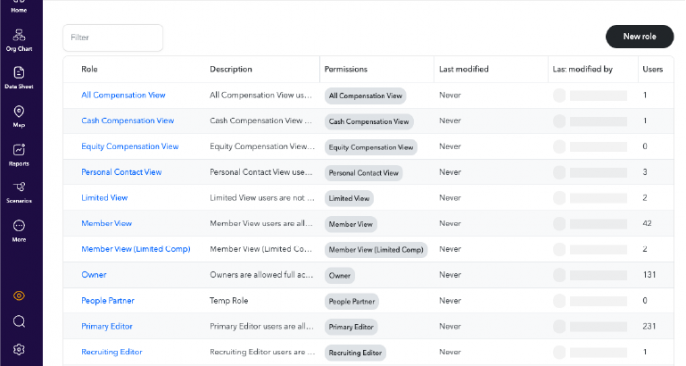 Home
Org Chart
Data Sheet
Map
Reports
Scenarios
More
Filter
New role
Role Description Permissions Last modified Last modified by Users
All Compensation View All Compensation View us... All Compensation View Never 1
Cash Compensation View Cash Compensation View ... Cash Compensation View Never 1
Equity Compensation View Equity Compensation View... Equity Compensation View Never 0
Personal Contact View Personal Contact View use... Personal Contact View Never 3
Limited View Limited View users are not ... Limited View Never 2
Member View Member View users are all... Member View Never 42
Member View (Limited Comp) Member View (Limited Co... Member View (Limited Comp) Never 2
Owner Owners are allowed full ac... Owner Never 131
People Partner Temp Role People Partner Never 0
Primary Editor Primary Editor users are all... Primary Editor Never 231
Recruiting Editor Recruiting Editor users are ... Recruiting Editor Never 1